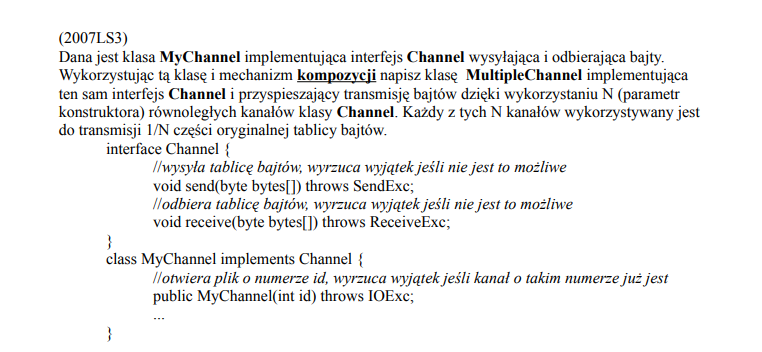 (2007LS3)
Dana jest klasa MyChannel implementująca interfejs Channel wysyłająca i odbierająca bajty.
Wykorzystując tą klasę i mechanizm kompozycji napisz klasę MultipleChannel implementująca
ten sam interfejs Channel i przyspieszający transmisję bajtów dzięki wykorzystaniu N (parametr
konstruktora) równoległych kanałów klasy Channel. Każdy z tych N kanałów wykorzystywany jest
do transmisji 1/N części oryginalnej tablicy bajtów.
interface Channel {
//wysyła tablicę bajtów, wyrzuca wyjątek jeśli nie jest to możliwe
void send(byte bytes[]) throws SendExc;
//odbiera tablicę bajtów, wyrzuca wyjątek jeśli nie jest to możliwe
void receive(byte bytes[]) throws ReceiveExc;
}
class MyChannel implements Channel {
//otwiera plik o numerze id, wyrzuca wyjątek jeśli kanał o takim numerze już jest
public MyChannel(int id) throws IOExc;
...
}